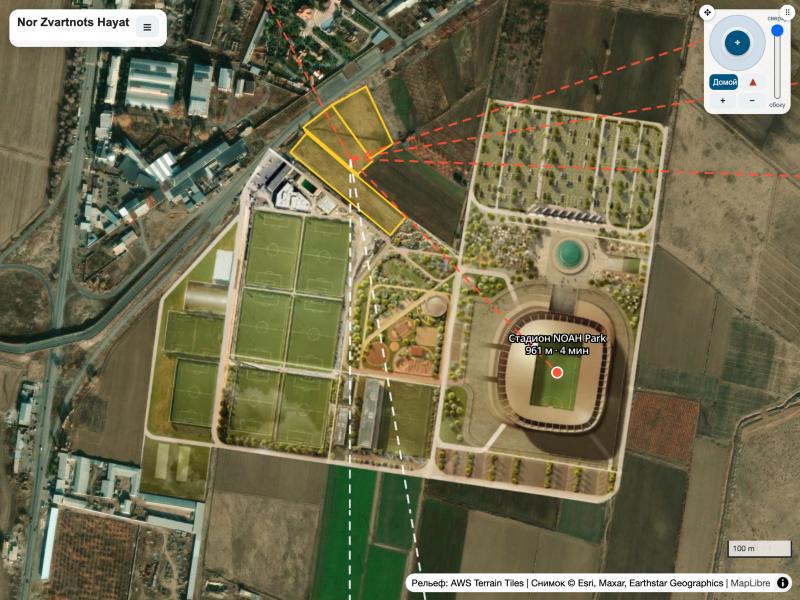 Nor Zvartnots Hayat
сверху
Домой
+
−
сбоку
Стадион NOAH Park
961 м · 4 мин
100 m
Рельеф: AWS Terrain Tiles | Снимок © Esri, Maxar, Earthstar Geographics | MapLibre